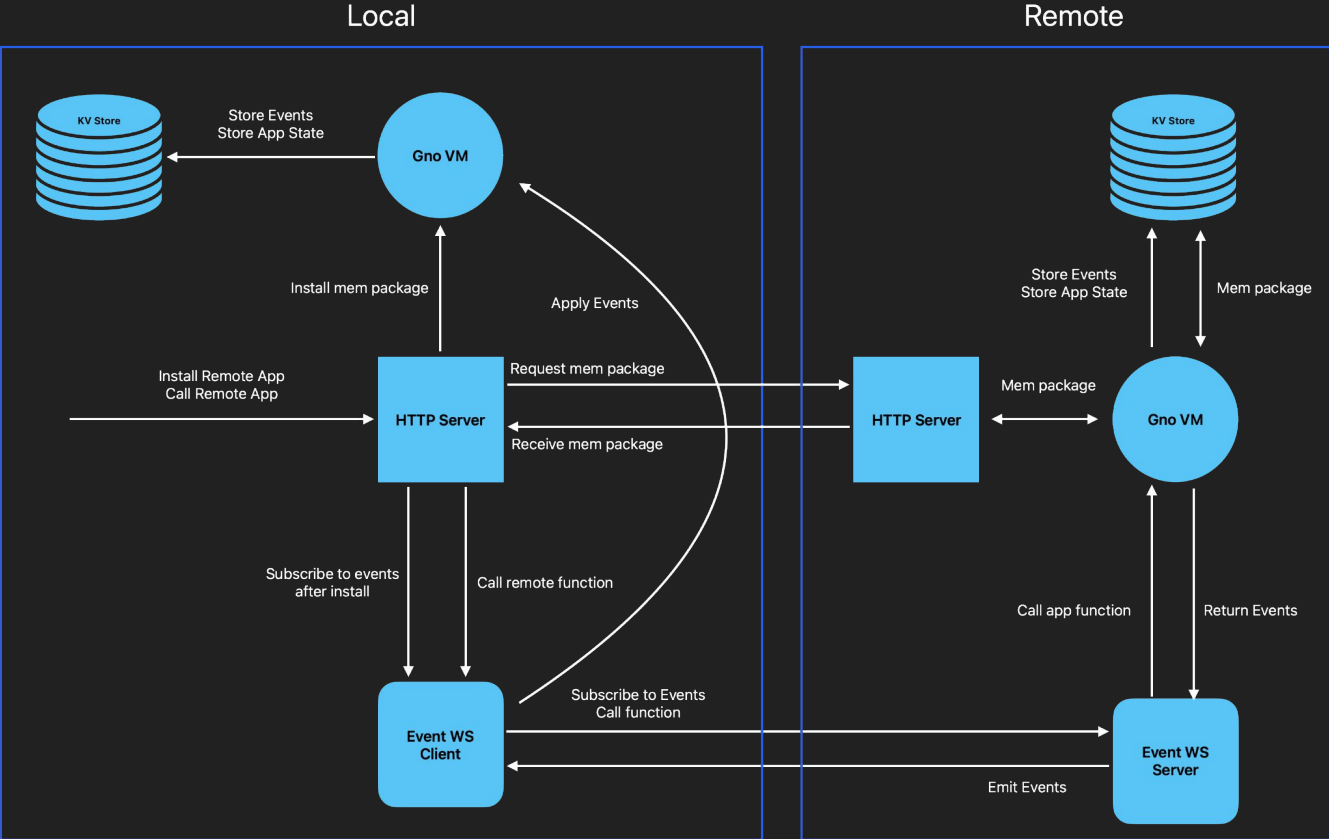 Local
Remote
KV Store
Store Events
Store App State
Gno VM
KV Store
Install mem package
Apply Events
Store Events
Store App State
Mem package
Install Remote App
Call Remote App
HTTP Server
Request mem package
Receive mem package
HTTP Server
Mem package
Gno VM
Subscribe to events
after install
Call remote function
Call app function
Return Events
Event WS
Client
Subscribe to Events
Call function
Emit Events
Event WS
Server